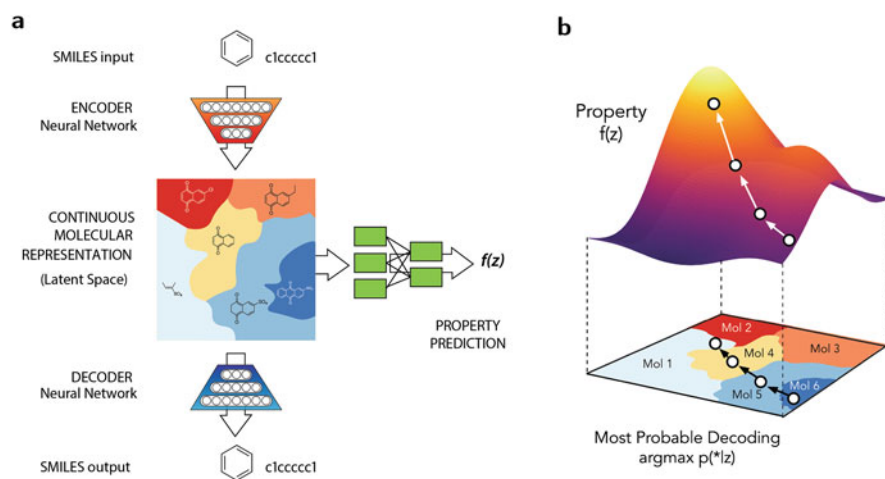 a
SMILES input
c1ccccc1
ENCODER
Neural Network
CONTINUOUS
MOLECULAR
REPRESENTATION
(Latent Space)
f(z)
PROPERTY
PREDICTION
DECODER
Neural Network
SMILES output
c1ccccc1
b
Property
f(z)
Mol 2
Mol 3
Mol 1
Mol 4
Mol 5
Mol 6
Most Probable Decoding
argmax p(*|z)